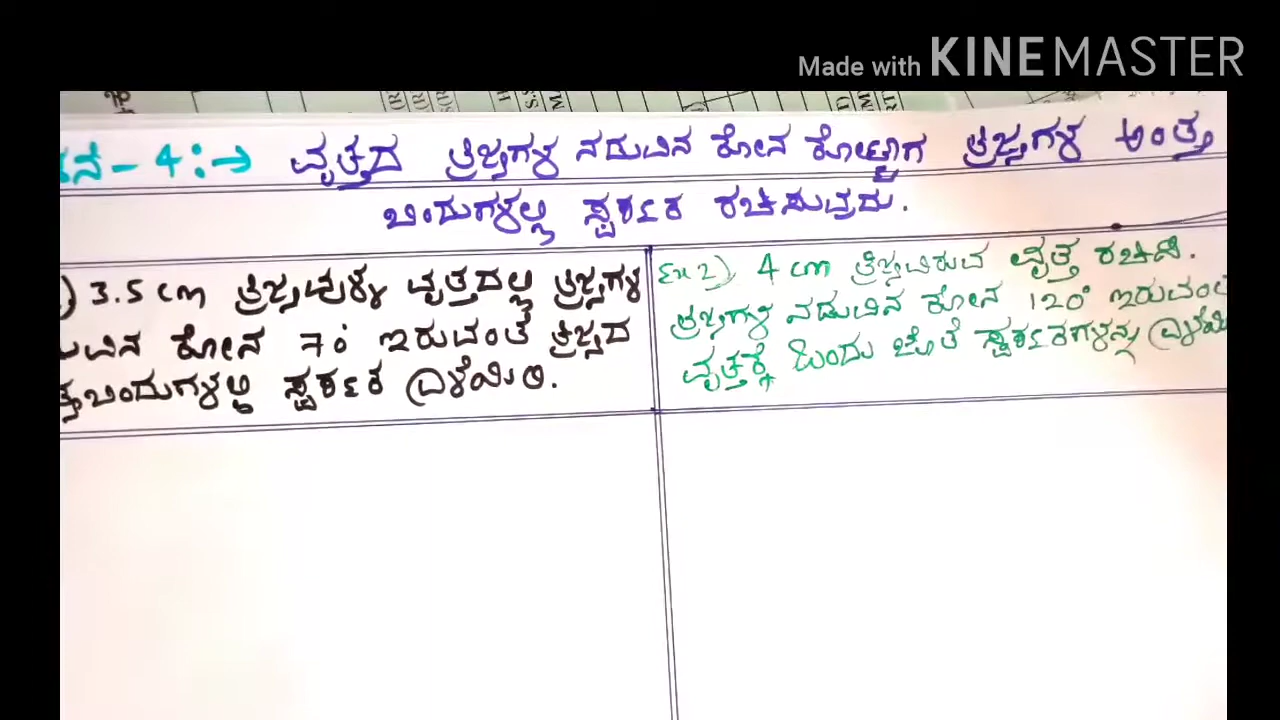 Made with KINEMASTER
ನೆ - 4 :→ ವೃತ್ತದ ತ್ರಿಜ್ಯಗಳ ನಡುವಿನ ಕೋನ ಕೊಟ್ಟಾಗ ತ್ರಿಜ್ಯಗಳ ಅಂತ್ಯ
ಬಿಂದುಗಳಲ್ಲಿ ಸ್ಪರ್ಶಕ ರಚಿಸುವುದು.
) 3.5 cm ತ್ರಿಜ್ಯವುಳ್ಳ ವೃತ್ತದಲ್ಲಿ ತ್ರಿಜ್ಯಗಳ
ವಿನ ಕೋನ 70 ಇರುವಂತೆ ತ್ರಿಜ್ಯದ
ತ್ಯಬಿಂದುಗಳಲ್ಲಿ ಸ್ಪರ್ಶಕ ಎಳೆಯಿರಿ.
Ex 2) 4 cm ತ್ರಿಜ್ಯವಿರುವ ವೃತ್ತ ರಚಿಸಿ.
ತ್ರಿಜ್ಯಗಳ ನಡುವಿನ ಕೋನ 120 ಇರುವಂ
ವೃತ್ತಕ್ಕೆ ಒಂದು ಜೊತೆ ಸ್ಪರ್ಶಕಗಳನ್ನು ಎಳೆಯಿ